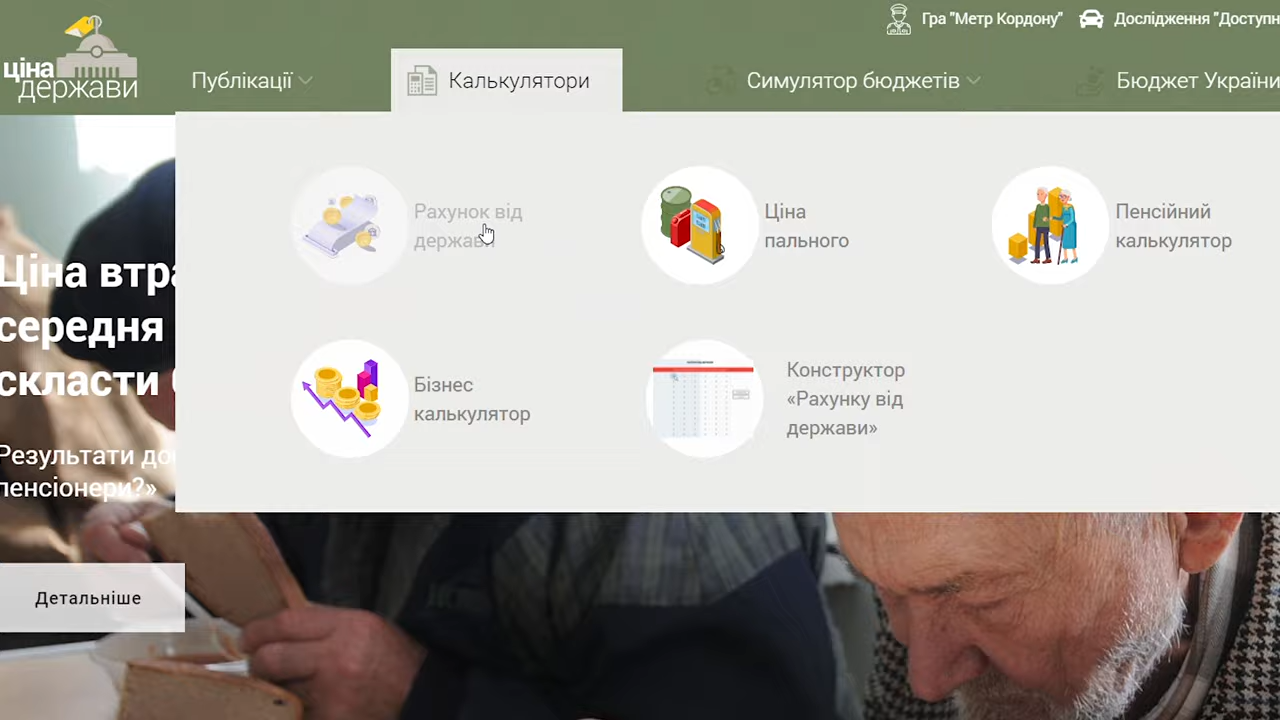 Гра "Метр Кордону"
Дослідження "Доступн
ціна
держави
Публікації
Калькулятори
Симулятор бюджетів
Бюджет України
Рахунок від
держави
Ціна
пального
Пенсійний
калькулятор
Бізнес
калькулятор
Конструктор
«Рахунку від
держави»
Ціна втра
середня
скласти
Результати до
пенсіонери?»
Детальніше